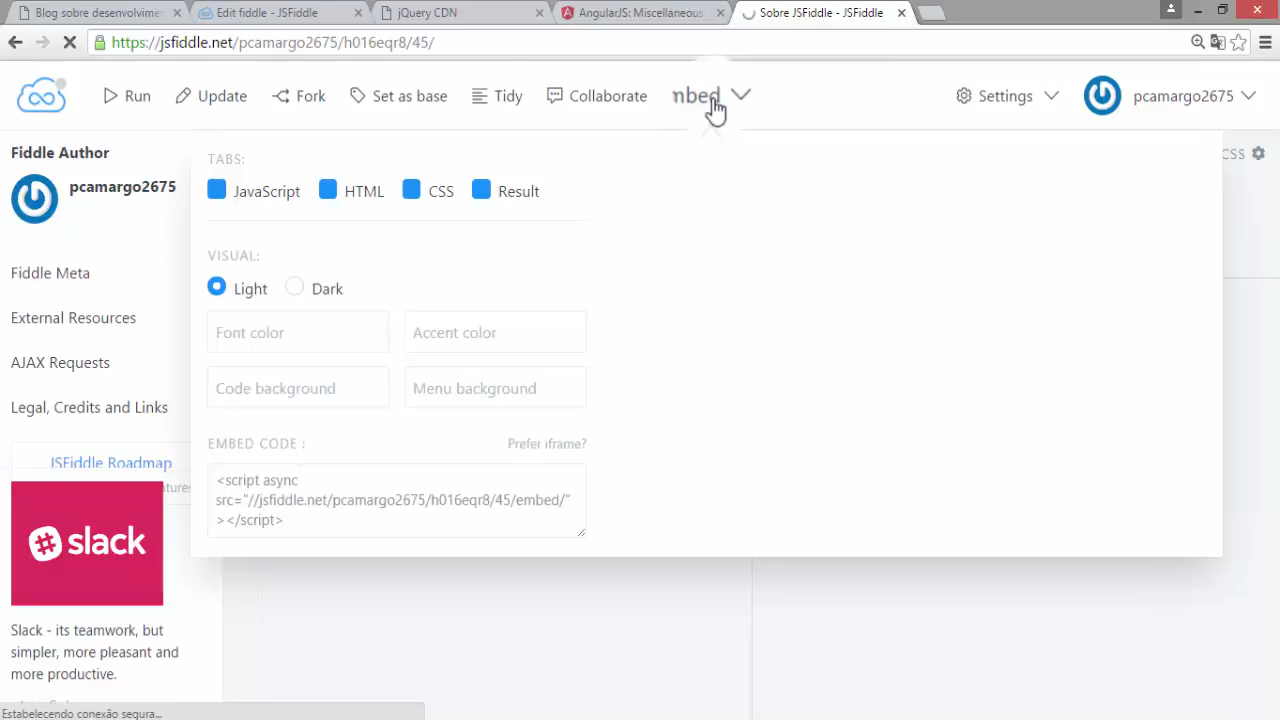 Blog sobre desenvolvime
Edit fiddle - JSFiddle
jQuery CDN
AngularJS: Miscellaneous
Sobre JSFiddle - JSFiddle
https://jsfiddle.net/pcamargo2675/h016eqr8/45/
Run
Update
Fork
Set as base
Tidy
Collaborate
mbed
Settings
pcamargo2675
Fiddle Author
pcamargo2675
Fiddle Meta
External Resources
AJAX Requests
Legal, Credits and Links
JSFiddle Roadmap
tures
slack
Slack - its teamwork, but
simpler, more pleasant and
more productive.
TABS:
JavaScript
HTML
CSS
Result
VISUAL:
Light
Dark
Font color
Accent color
Code background
Menu background
EMBED CODE :
Prefer iframe?
<script async
src="//jsfiddle.net/pcamargo2675/h016eqr8/45/embed/"
></script>
CSS
Estabelecendo conexão segura...